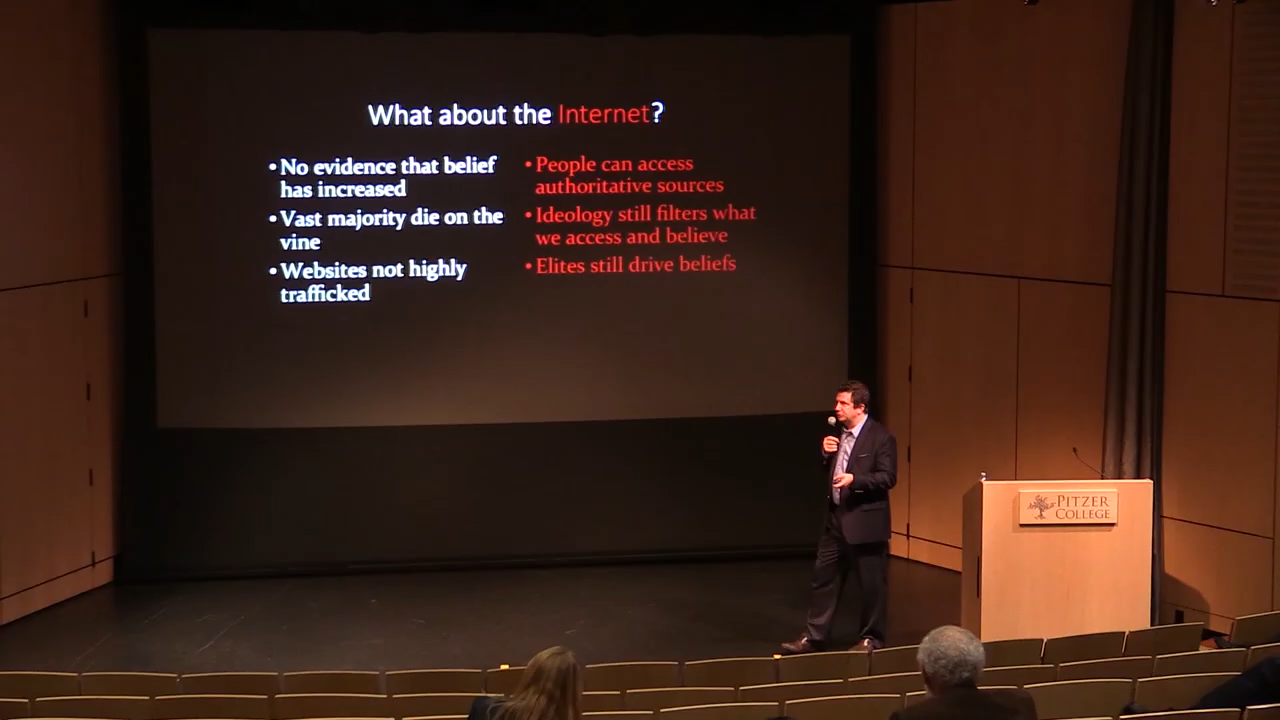 What about the Internet?
• No evidence that belief
has increased
• Vast majority die on the
vine
• Websites not highly
trafficked
• People can access
authoritative sources
• Ideology still filters what
we access and believe
• Elites still drive beliefs
PITZER
COLLEGE